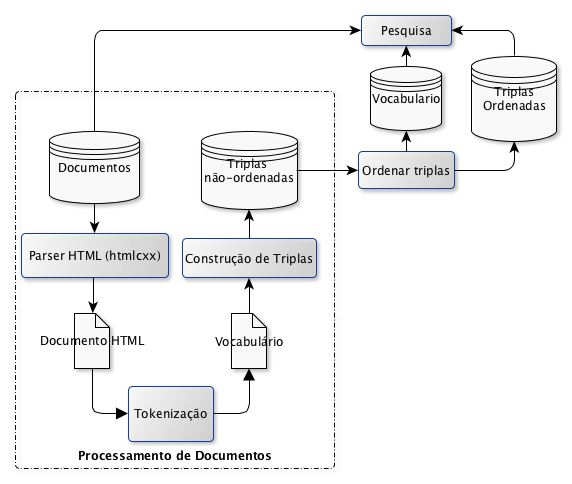 Pesquisa
Vocabulario
Triplas
Ordenadas
Documentos
Triplas
não-ordenadas
Ordenar triplas
Parser HTML (htmlcxx)
Construção de Triplas
Documento HTML
Vocabulário
Tokenização
Processamento de Documentos